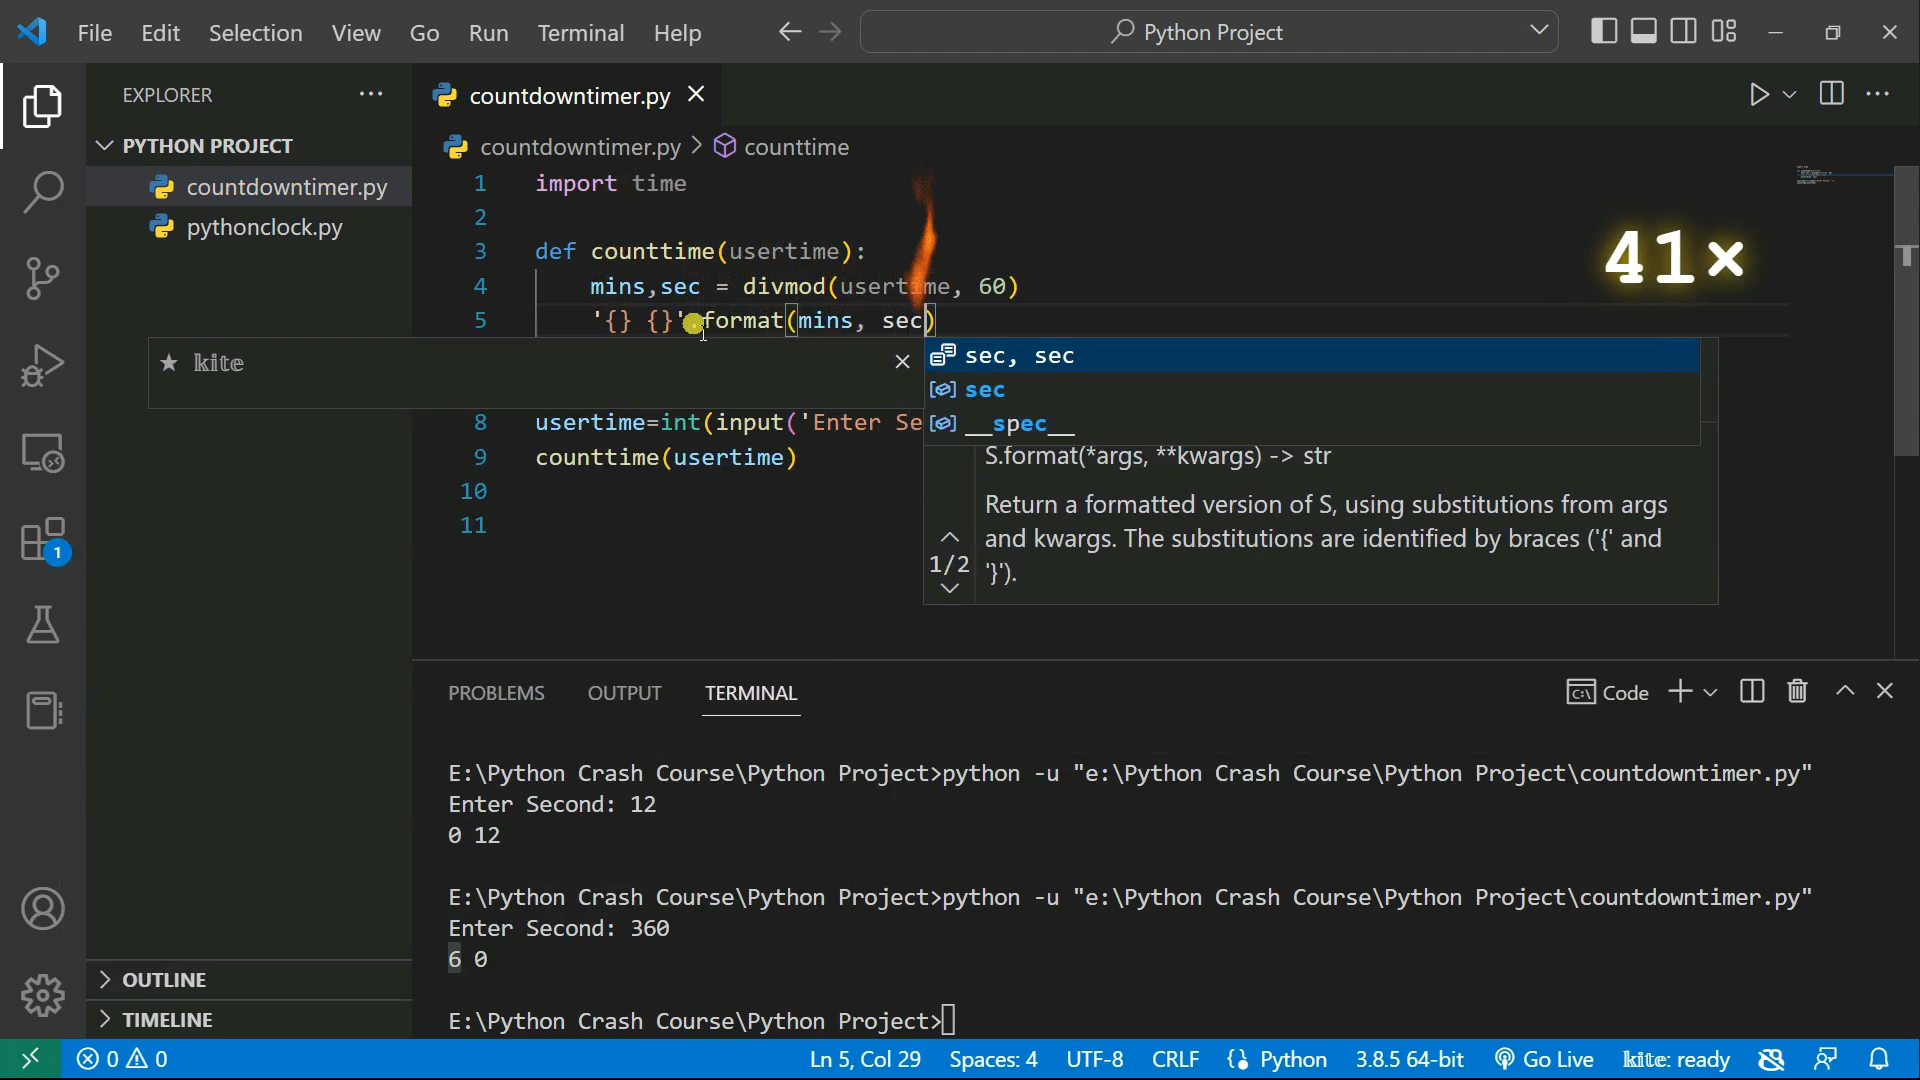 File Edit Selection View Go Run Terminal Help
Python Project
EXPLORER
PYTHON PROJECT
countdowntimer.py
pythonclock.py
OUTLINE
TIMELINE
1
countdowntimer.py
countdowntimer.py > counttime
1 import time
2
3 def counttime(usertime):
4 mins,sec = divmod(usertime, 60)
5 '{} {}'.format(mins, sec)
kite
sec, sec
sec
__spec__
8 usertime=int(input('Enter Se
9 counttime(usertime)
10
11
S.format(*args, **kwargs) -> str
Return a formatted version of S, using substitutions from args
and kwargs. The substitutions are identified by braces ('{' and
'}').
1/2
41×
PROBLEMS OUTPUT TERMINAL
Code
E:\Python Crash Course\Python Project>python -u "e:\Python Crash Course\Python Project\countdowntimer.py"
Enter Second: 12
0 12
E:\Python Crash Course\Python Project>python -u "e:\Python Crash Course\Python Project\countdowntimer.py"
Enter Second: 360
6 0
E:\Python Crash Course\Python Project>
0 0 Ln 5, Col 29 Spaces: 4 UTF-8 CRLF Python 3.8.5 64-bit Go Live kite: ready